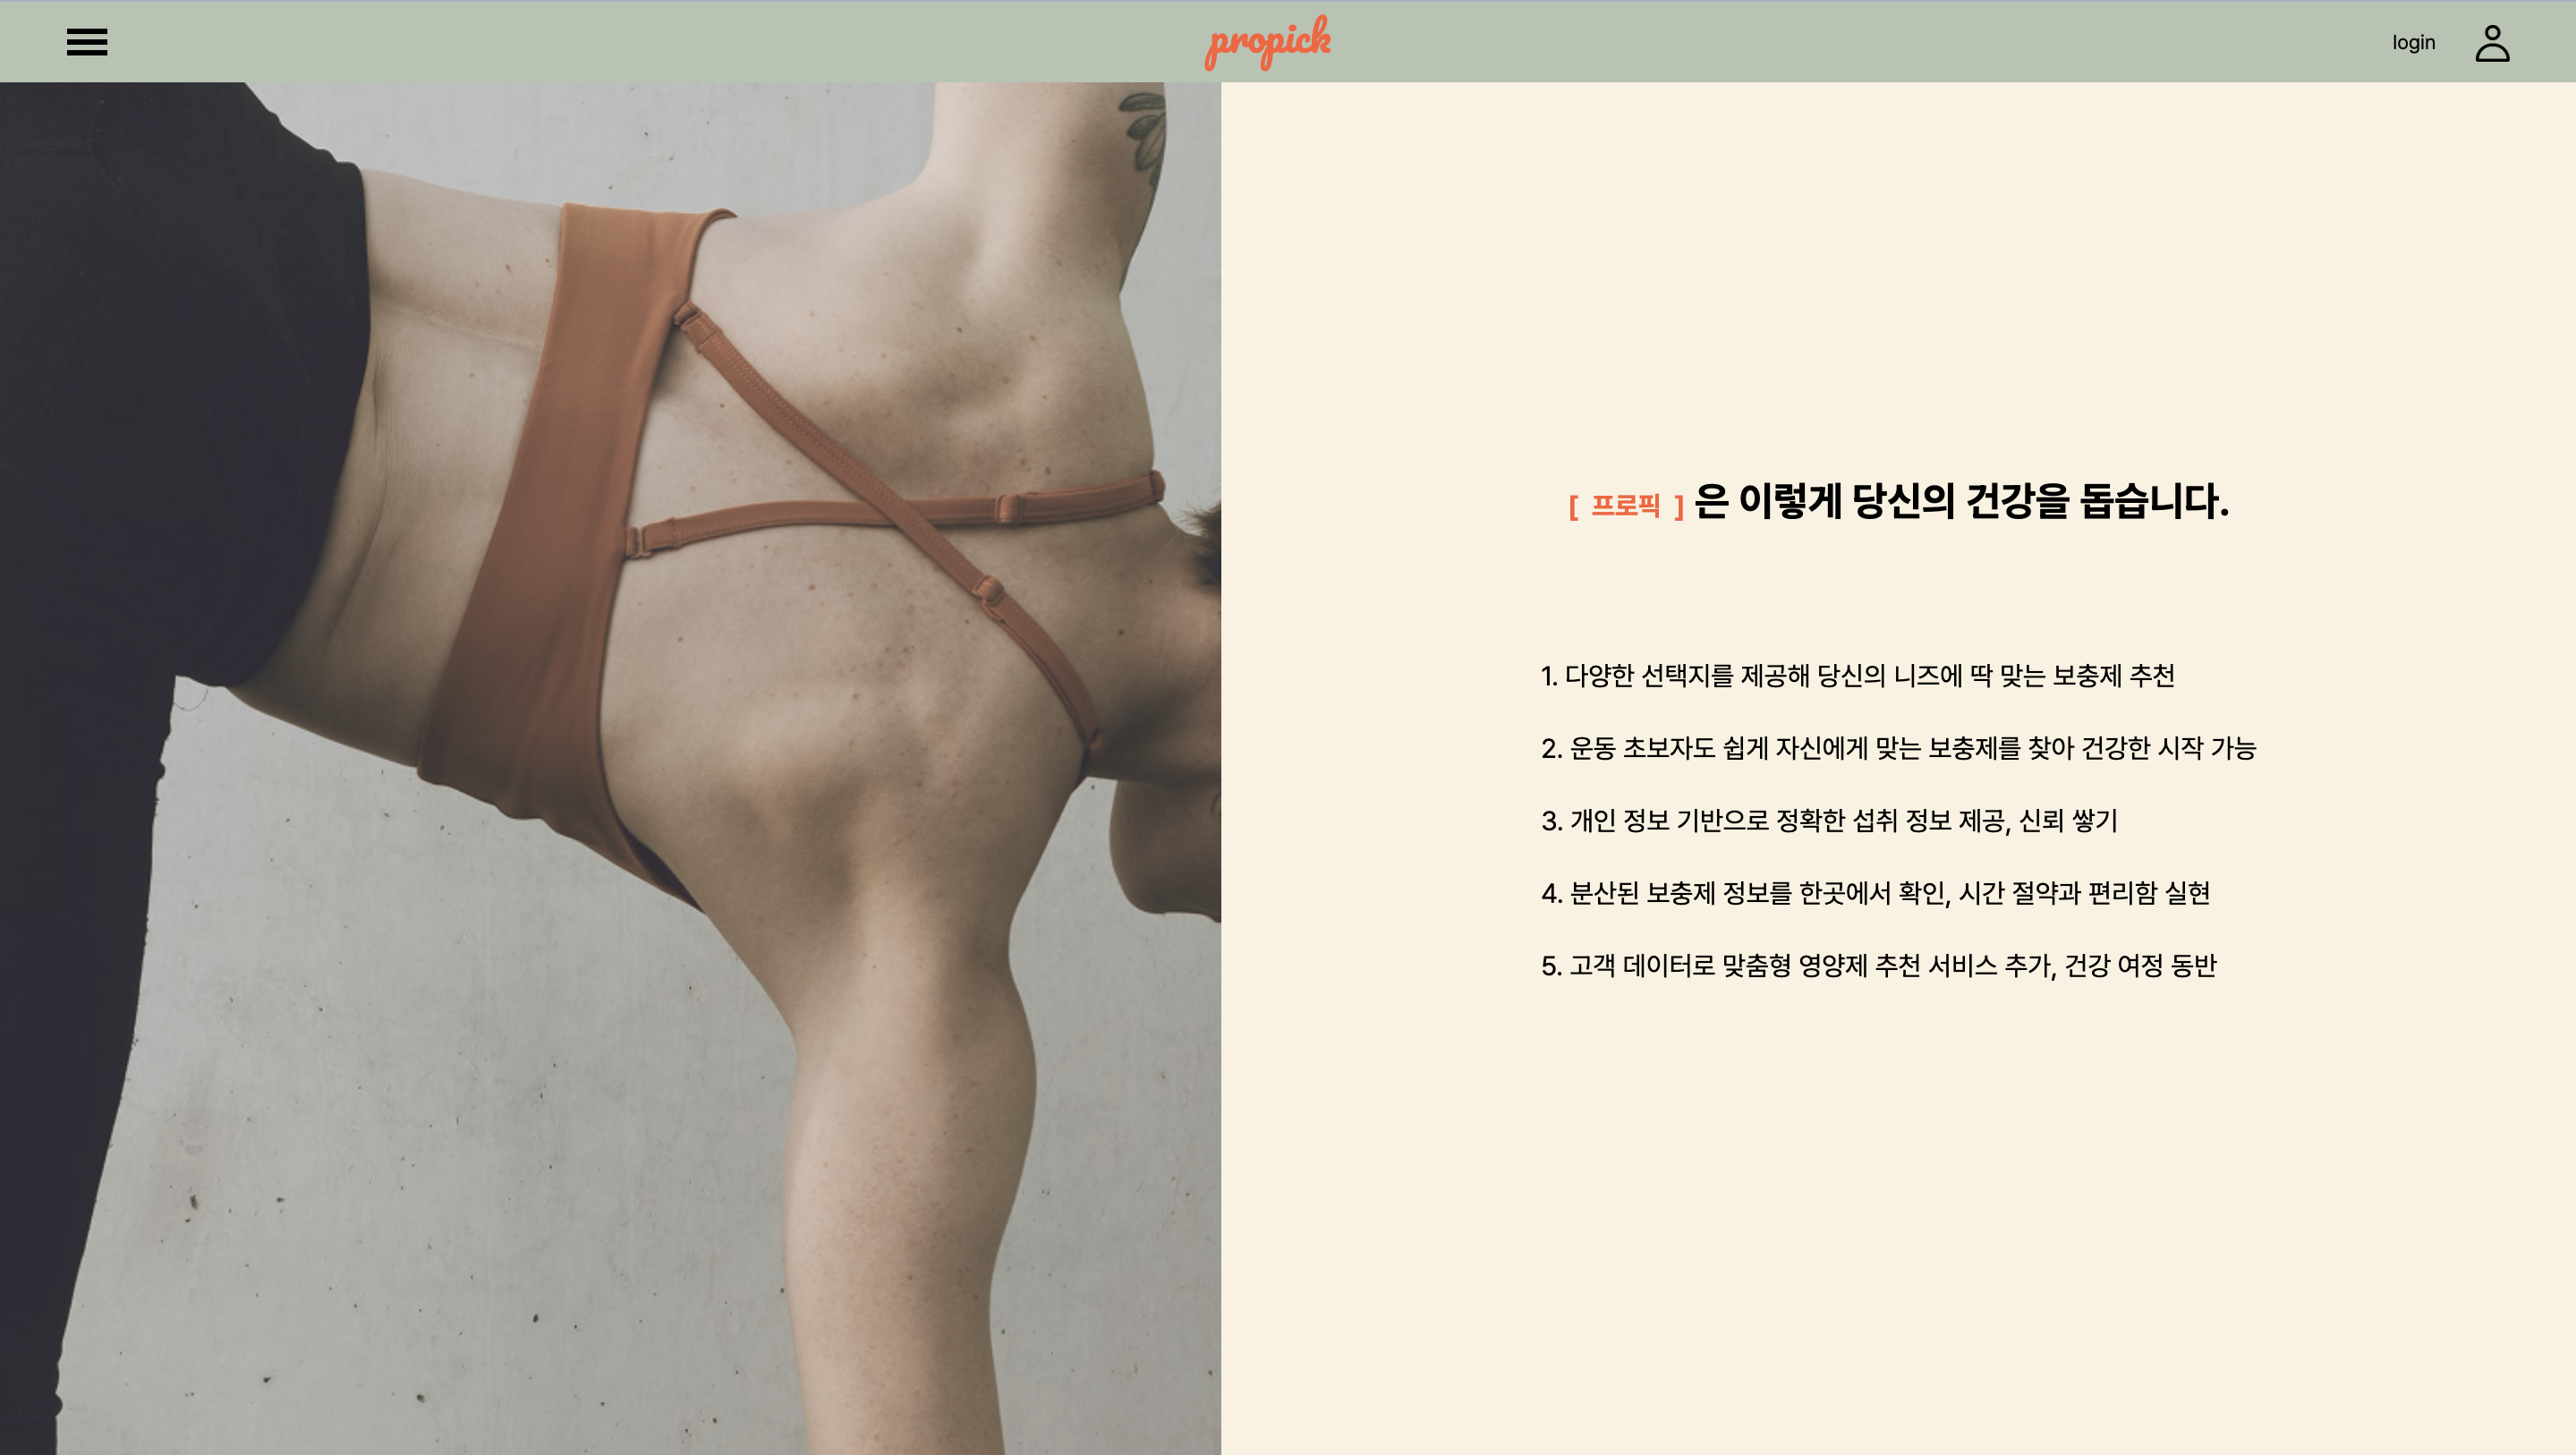 propick
login
[ 프로픽 ] 은 이렇게 당신의 건강을 돕습니다.
1. 다양한 선택지를 제공해 당신의 니즈에 딱 맞는 보충제 추천
2. 운동 초보자도 쉽게 자신에게 맞는 보충제를 찾아 건강한 시작 가능
3. 개인 정보 기반으로 정확한 섭취 정보 제공, 신뢰 쌓기
4. 분산된 보충제 정보를 한곳에서 확인, 시간 절약과 편리함 실현
5. 고객 데이터로 맞춤형 영양제 추천 서비스 추가, 건강 여정 동반